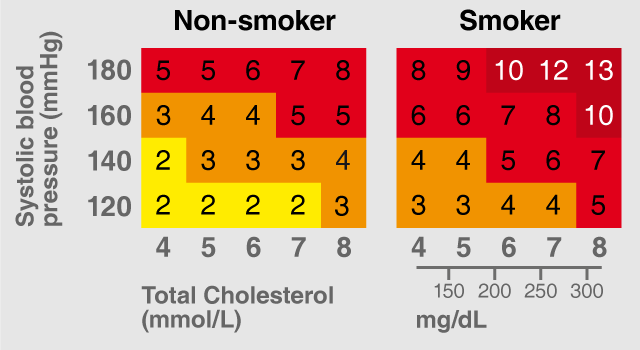 Non-smoker Smoker
Systolic blood
pressure (mmHg)
180 5 5 6 7 8 8 9 10 12 13
160 3 4 4 5 5 6 6 7 8 10
140 2 3 3 3 4 4 4 5 6 7
120 2 2 2 2 3 3 3 4 4 5
4 5 6 7 8 4 5 6 7 8
150 200 250 300
Total Cholesterol
(mmol/L) mg/dL